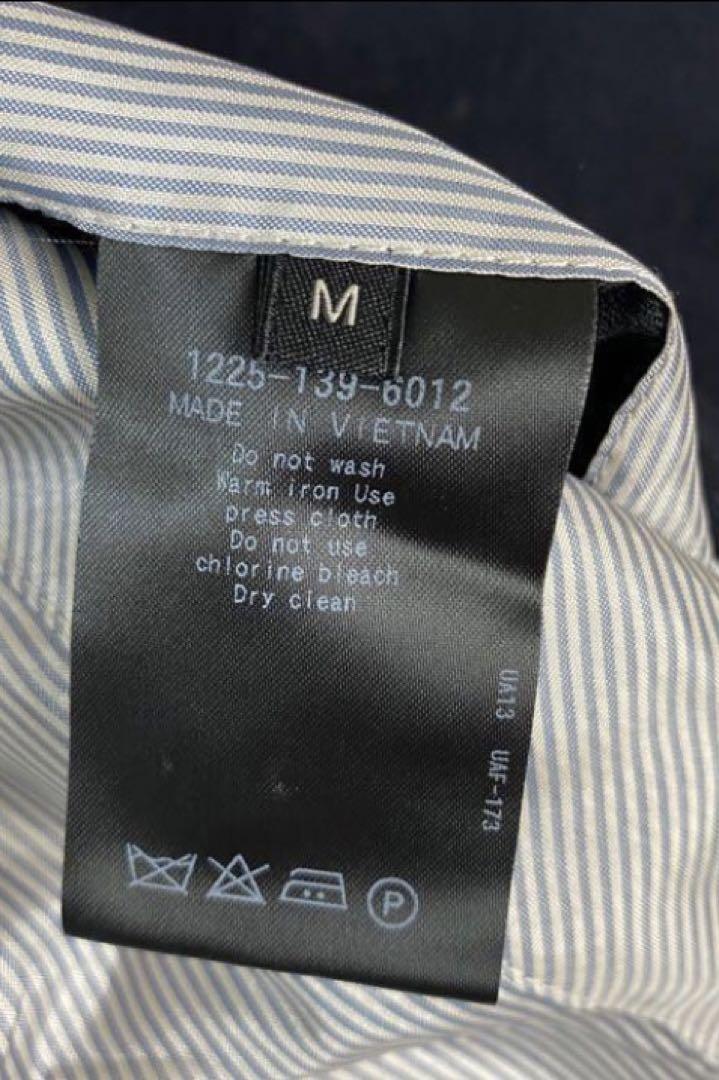 M
1225-139-6012
MADE IN VIETNAM
Do not wash
Warm iron Use
press cloth
Do not use
chlorine bleach
Dry clean
UA13 UAF-173
P